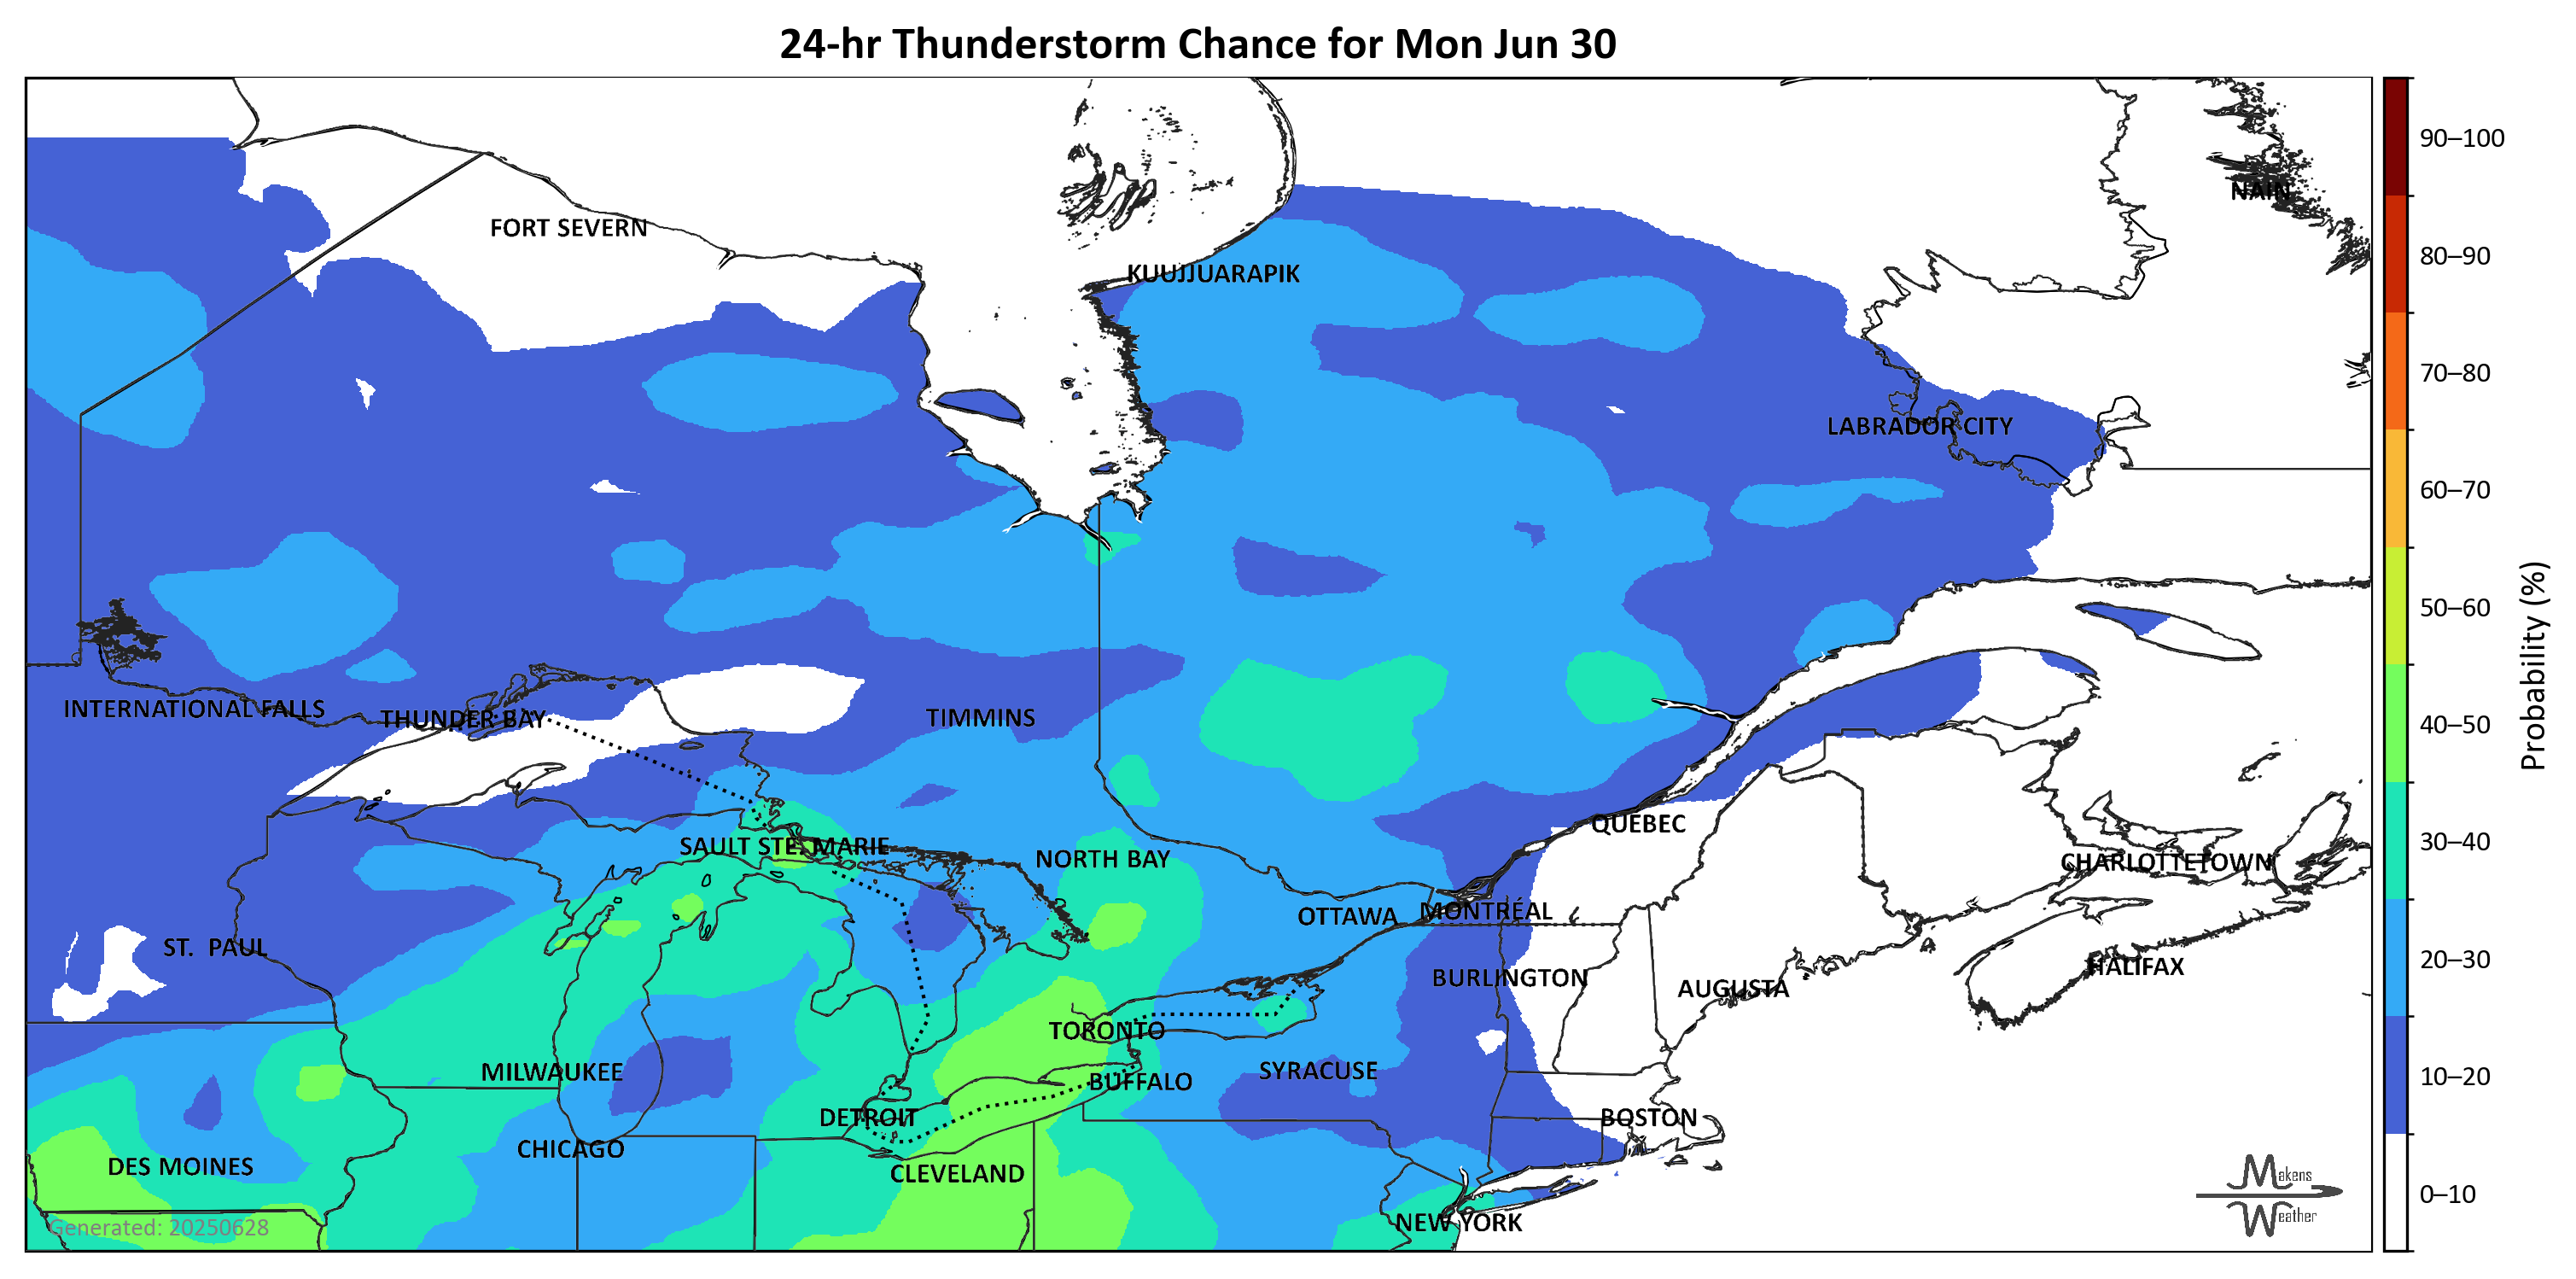 24-hr Thunderstorm Chance for Mon Jun 30
90–100
NAIN
FORT SEVERN
80–90
KUUJJUARAPIK
70–80
LABRADOR CITY
60–70
50–60
Probability (%)
INTERNATIONAL FALLS
THUNDER BAY
TIMMINS
40–50
QUEBEC
SAULT STE. MARIE
NORTH BAY
30–40
CHARLOTTETOWN
OTTAWA
MONTRÉAL
ST. PAUL
20–30
HALIFAX
BURLINGTON
AUGUSTA
TORONTO
MILWAUKEE
BUFFALO
SYRACUSE
10–20
DETROIT
BOSTON
CHICAGO
DES MOINES
CLEVELAND
Makens
Weather
0–10
NEW YORK
Generated: 20250628